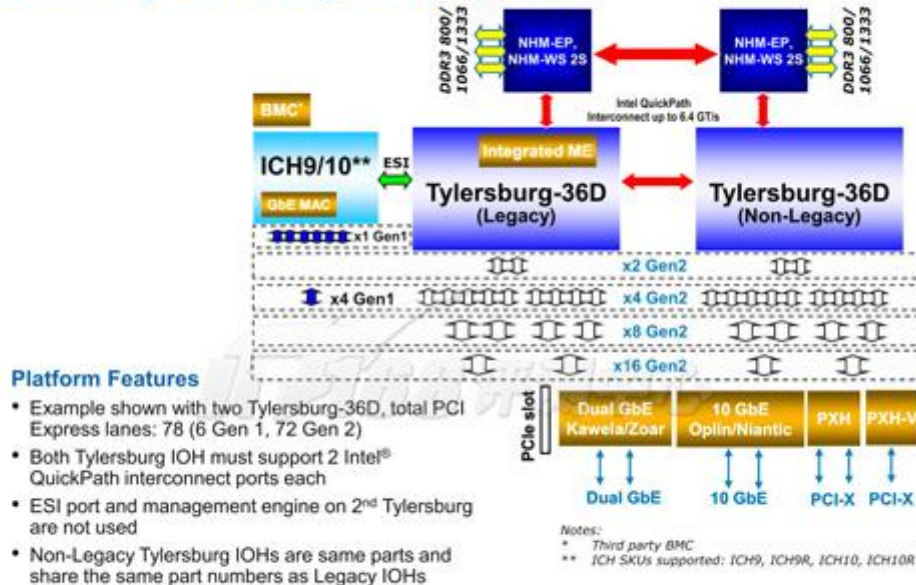 DDR3 800/
1066/1333
NHM-EP,
NHM-WS 2S
NHM-EP,
NHM-WS 2S
DDR3 800/
1066/1333
Intel QuickPath
Interconnect up to 6.4 GT/s
BMC*
ICH9/10**
GbE MAC
ESI
Integrated ME
Tylersburg-36D
(Legacy)
Tylersburg-36D
(Non-Legacy)
x1 Gen1
x2 Gen2
x4 Gen1
x4 Gen2
x8 Gen2
x16 Gen2
Platform Features
• Example shown with two Tylersburg-36D, total PCI
Express lanes: 78 (6 Gen 1, 72 Gen 2)
• Both Tylersburg IOH must support 2 Intel®
QuickPath interconnect ports each
• ESI port and management engine on 2nd Tylersburg
are not used
• Non-Legacy Tylersburg IOHs are same parts and
share the same part numbers as Legacy IOHs
PCIe slot
Dual GbE
Kawela/Zoar
10 GbE
Oplin/Niantic
PXH
PXH-V
Dual GbE
10 GbE
PCI-X
PCI-X
Notes:
* Third party BMC
** ICH SKUs supported: ICH9, ICH9R, ICH10, ICH10R